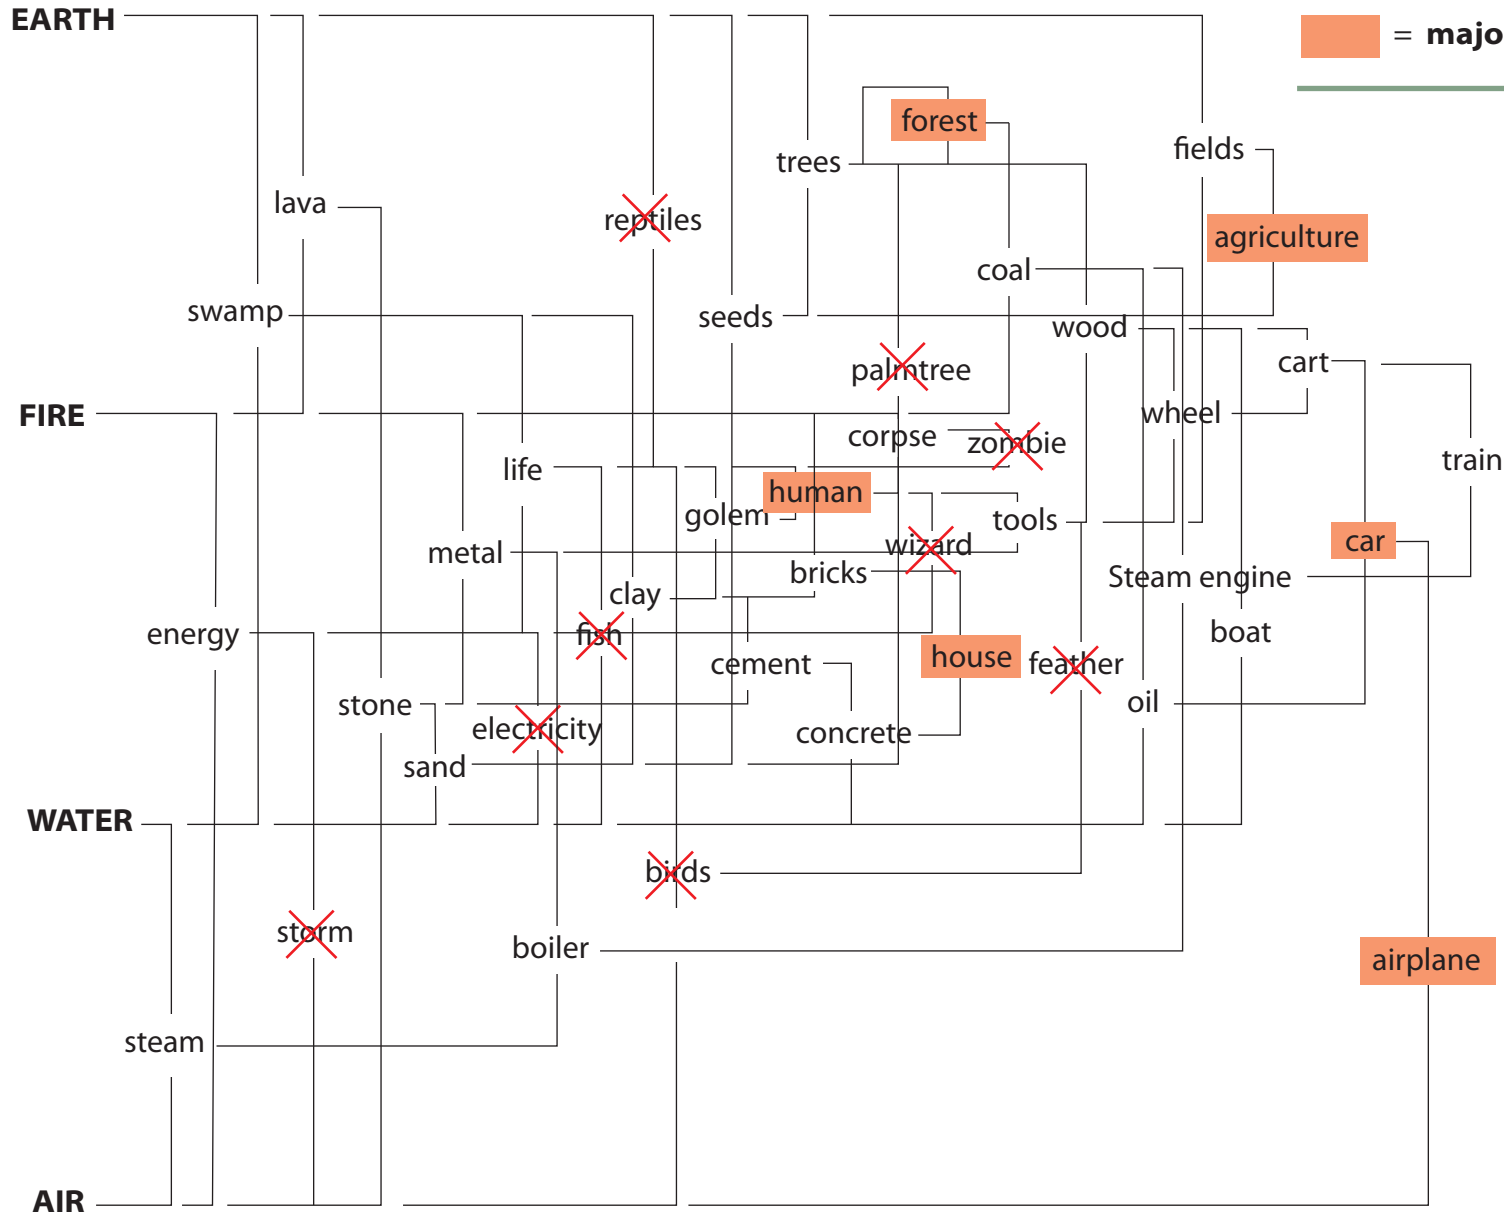 EARTH
= majo
forest
trees
fields
lava
reptiles
agriculture
coal
swamp
seeds
wood
palmtree
cart
FIRE
wheel
corpse
zombie
life
train
human
golem
tools
metal
wizard
car
bricks
Steam engine
clay
energy
fish
boat
cement
house
feather
stone
oil
electricity
concrete
sand
WATER
birds
storm
boiler
airplane
steam
AIR